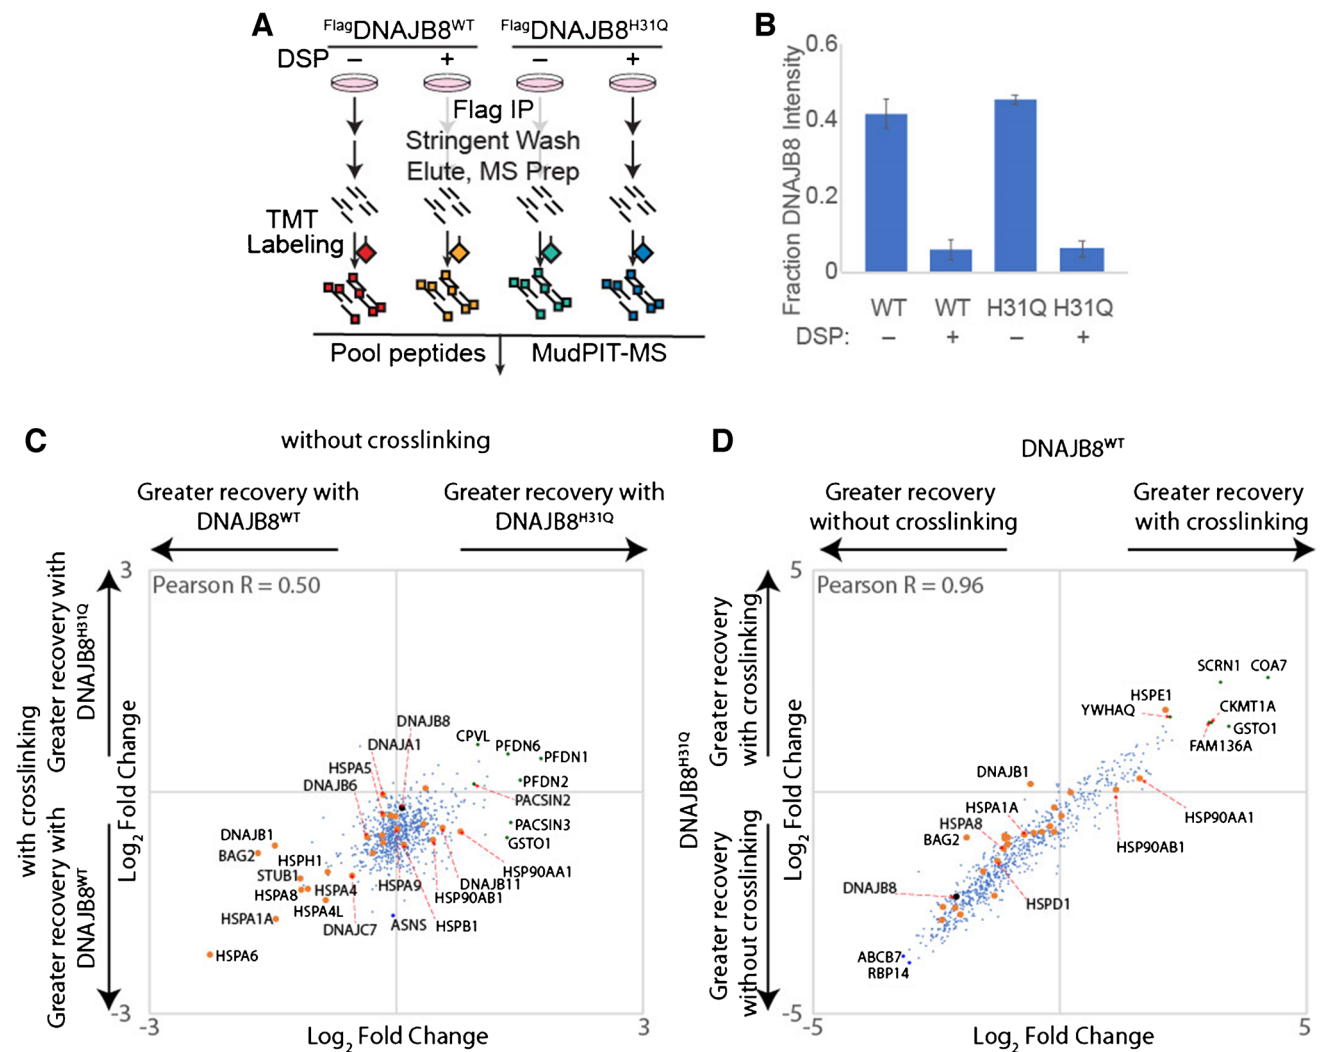 A
FlagDNAJB8WT
FlagDNAJB8H31Q
DSP – + – +
Flag IP
Stringent Wash
Elute, MS Prep
TMT
Labeling
Pool peptides
MudPIT-MS
B
Fraction DNAJB8 Intensity
0.6
0.4
0.2
0
WT WT H31Q H31Q
DSP: – + – +
C
without crosslinking
Greater recovery with
DNAJB8WT
Greater recovery with
DNAJB8H31Q
with crosslinking
Greater recovery with
DNAJB8H31Q
Greater recovery with
DNAJB8WT
Log2 Fold Change
3
Pearson R = 0.50
DNAJB8
CPVL
DNAJA1
PFDN6
PFDN1
HSPA5
DNAJB6
PFDN2
PACSIN2
PACSIN3
DNAJB1
GSTO1
BAG2
HSPH1
HSP90AA1
STUB1
HSPA8
HSPA4
HSPA9
DNAJB11
HSP90AB1
HSPA4L
HSPA1A
DNAJC7
ASNS
HSPB1
HSPA6
-3
-3
3
Log2 Fold Change
D
DNAJB8WT
Greater recovery
without crosslinking
Greater recovery
with crosslinking
DNAJB8H31Q
Greater recovery
with crosslinking
Greater recovery
without crosslinking
Log2 Fold Change
5
Pearson R = 0.96
SCRN1
COA7
HSPE1
YWHAQ
CKMT1A
GSTO1
FAM136A
DNAJB1
HSPA1A
HSP90AA1
HSPA8
BAG2
HSP90AB1
DNAJB8
HSPD1
ABCB7
RBP14
-5
-5
5
Log2 Fold Change